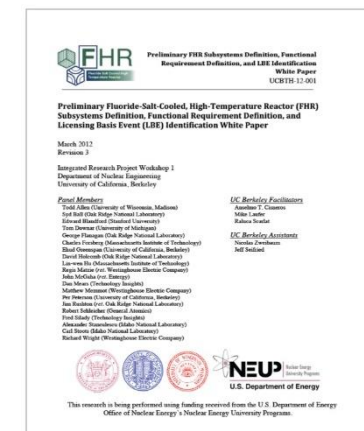 FHR
Preliminary FHR Subsystems Definition, Functional
Requirement Definition, and LBE Identification
White Paper
UCBTH-12-001
Preliminary Fluoride-Salt-Cooled, High-Temperature Reactor (FHR)
Subsystems Definition, Functional Requirement Definition, and
Licensing Basis Event (LBE) Identification White Paper
March 2012
Revision 3
Integrated Research Project Workshop 1
Department of Nuclear Engineering
University of California, Berkeley
Panel Members
Todd Allen (University of Wisconsin, Madison)
Syd Ball (Oak Ridge National Laboratory)
Edward Blandford (Stanford University)
Tom Downar (University of Michigan)
George Flanagan (Oak Ridge National Laboratory)
Charles Forsberg (Massachusetts Institute of Technology)
Ehud Greenspan (University of California, Berkeley)
David Holcomb (Oak Ridge National Laboratory)
Lin-wen Hu (Massachusetts Institute of Technology)
Regis Matzie (ret. Westinghouse Electric Company)
John McGaha (ret. Entergy)
Dan Mears (Technology Insights)
Matthew Memmott (Westinghouse Electric Company)
Per Peterson (University of California, Berkeley)
Jim Rushton (ret. Oak Ridge National Laboratory)
Robert Schleicher (General Atomics)
Fred Silady (Technology Insights)
Alexander Stanculescu (Idaho National Laboratory)
Carl Stoots (Idaho National Laboratory)
Richard Wright (Westinghouse Electric Company)
UC Berkeley Facilitators
Anselmo T. Cisneros
Mike Laufer
Raluca Scarlat
UC Berkeley Assistants
Nicolas Zweibaum
Jeff Seifried
NEUP
Nuclear Energy
University Programs
U.S. Department of Energy
This research is being performed using funding received from the U.S. Department of Energy
Office of Nuclear Energy's Nuclear Energy University Programs.